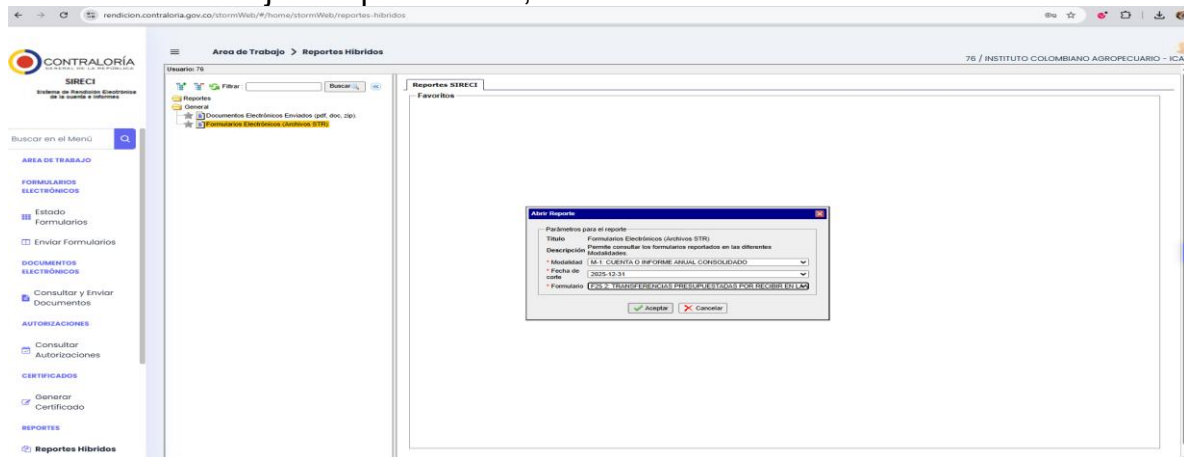 rendicion.contraloria.gov.co/stormWeb/#/home/stormWeb/reportes-hibridos
CONTRALORÍA
GENERAL DE LA REPÚBLICA
SIRECI
Sistema de Rendición Electrónica
de la cuenta e informes
Buscar en el Menú
AREA DE TRABAJO
FORMULARIOS
ELECTRÓNICOS
Estado
Formularios
Enviar Formularios
DOCUMENTOS
ELECTRÓNICOS
Consultar y Enviar
Documentos
AUTORIZACIONES
Consultar
Autorizaciones
CERTIFICADOS
Generar
Certificado
REPORTES
Reportes Hibridos
Area de Trabajo > Reportes Hibridos
76 / INSTITUTO COLOMBIANO AGROPECUARIO - ICA
Usuario: 76
Filtrar:
Buscar
Reportes
General
Documentos Electrónicos Enviados (pdf, doc, zip)
Formularios Electrónicos (Archivos STR)
Reportes SIRECI
Favoritos
Abrir Reporte
Parámetros para el reporte
Título Formularios Electrónicos (Archivos STR)
Descripción Permite consultar los formularios reportados en las diferentes
Modalidades.
* Modalidad M-1: CUENTA O INFORME ANUAL CONSOLIDADO
* Fecha de
corte 2025-12-31
* Formulario F25.2: TRANSFERENCIAS PRESUPUESTADAS POR RECIBIR EN LA
Aceptar Cancelar